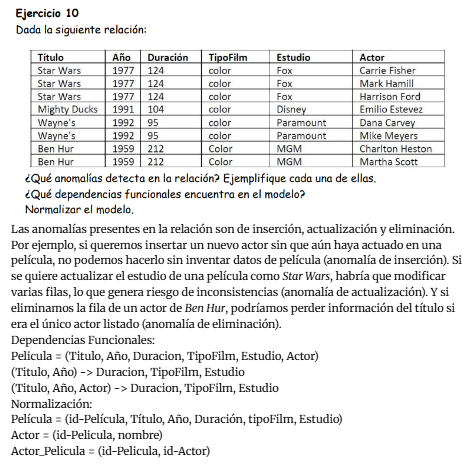 Ejercicio 10
Dada la siguiente relación:
Título Año Duración TipoFilm Estudio Actor
Star Wars 1977 124 color Fox Carrie Fisher
Star Wars 1977 124 color Fox Mark Hamill
Star Wars 1977 124 color Fox Harrison Ford
Mighty Ducks 1991 104 color Disney Emilio Estevez
Wayne's 1992 95 color Paramount Dana Carvey
Wayne's 1992 95 color Paramount Mike Meyers
Ben Hur 1959 212 Color MGM Charlton Heston
Ben Hur 1959 212 Color MGM Martha Scott
¿Qué anomalías detecta en la relación? Ejemplifique cada una de ellas.
¿Qué dependencias funcionales encuentra en el modelo?
Normalizar el modelo.
Las anomalías presentes en la relación son de inserción, actualización y eliminación.
Por ejemplo, si queremos insertar un nuevo actor sin que aún haya actuado en una
película, no podemos hacerlo sin inventar datos de película (anomalía de inserción). Si
se quiere actualizar el estudio de una película como Star Wars, habría que modificar
varias filas, lo que genera riesgo de inconsistencias (anomalía de actualización). Y si
eliminamos la fila de un actor de Ben Hur, podríamos perder información del título si
era el único actor listado (anomalía de eliminación).
Dependencias Funcionales:
Pelicula = (Titulo, Año, Duracion, TipoFilm, Estudio, Actor)
(Titulo, Año) -> Duracion, TipoFilm, Estudio
(Titulo, Año, Actor) -> Duracion, TipoFilm, Estudio
Normalización:
Película = (id-Película, Título, Año, Duración, tipoFilm, Estudio)
Actor = (id-Pelicula, nombre)
Actor_Pelicula = (id-Pelicula, id-Actor)